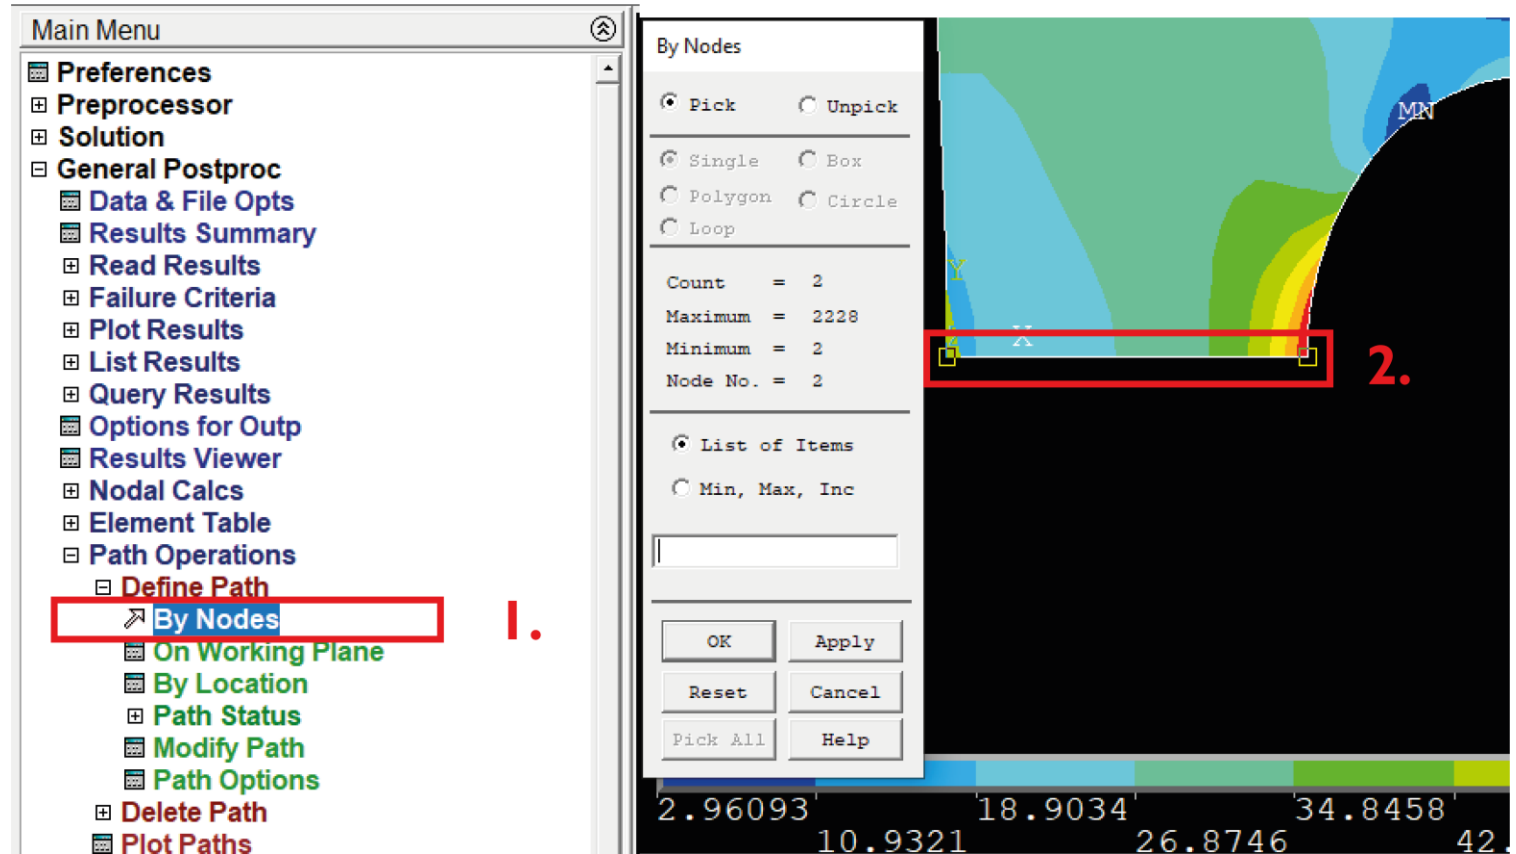 Main Menu
Preferences
Preprocessor
Solution
General Postproc
Data & File Opts
Results Summary
Read Results
Failure Criteria
Plot Results
List Results
Query Results
Options for Outp
Results Viewer
Nodal Calcs
Element Table
Path Operations
Define Path
By Nodes
On Working Plane
By Location
Path Status
Modify Path
Path Options
Delete Path
Plot Paths
1.
By Nodes
Pick Unpick
Single Box
Polygon Circle
Loop
Count = 2
Maximum = 2228
Minimum = 2
Node No. = 2
List of Items
Min, Max, Inc
OK Apply
Reset Cancel
Pick All Help
MN
Y
X
2.
2.96093 18.9034 34.8458
10.9321 26.8746 42.